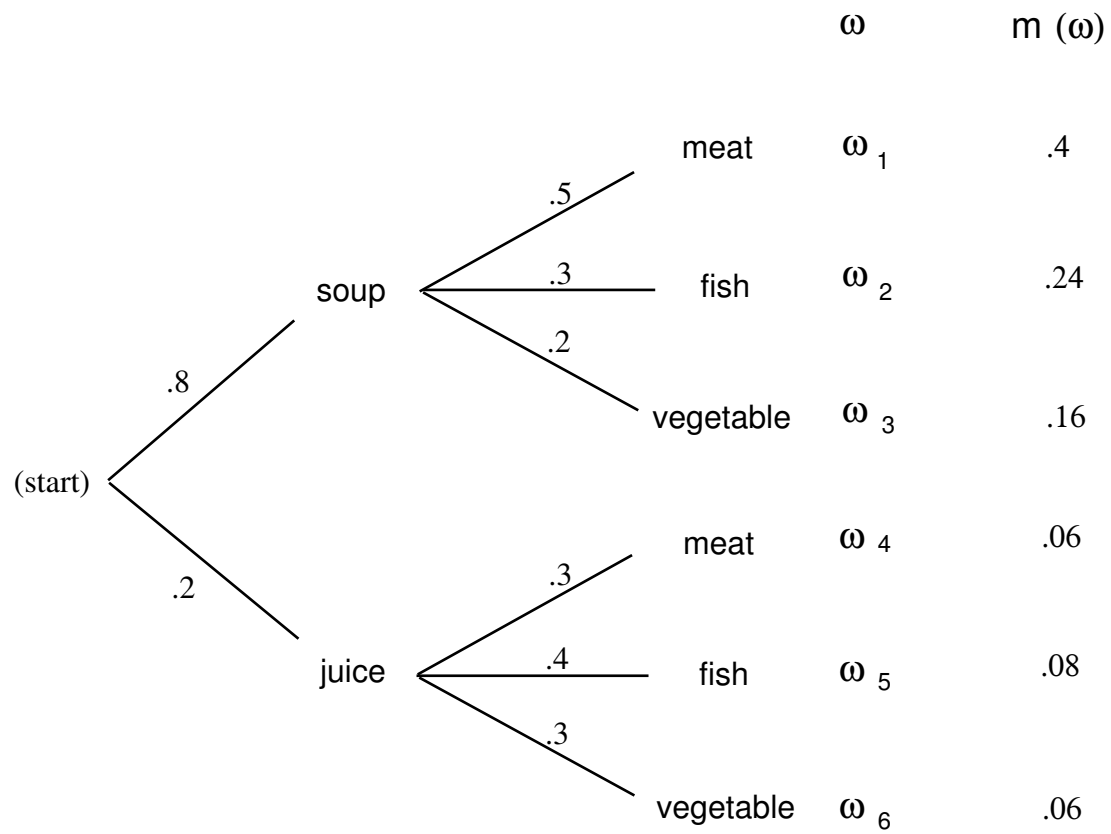 ω m (ω)
meat ω 1 .4
.5
soup .3 fish ω 2 .24
.2
.8
vegetable ω 3 .16
(start)
meat ω 4 .06
.2
.3
juice .4 fish ω 5 .08
.3
vegetable ω 6 .06